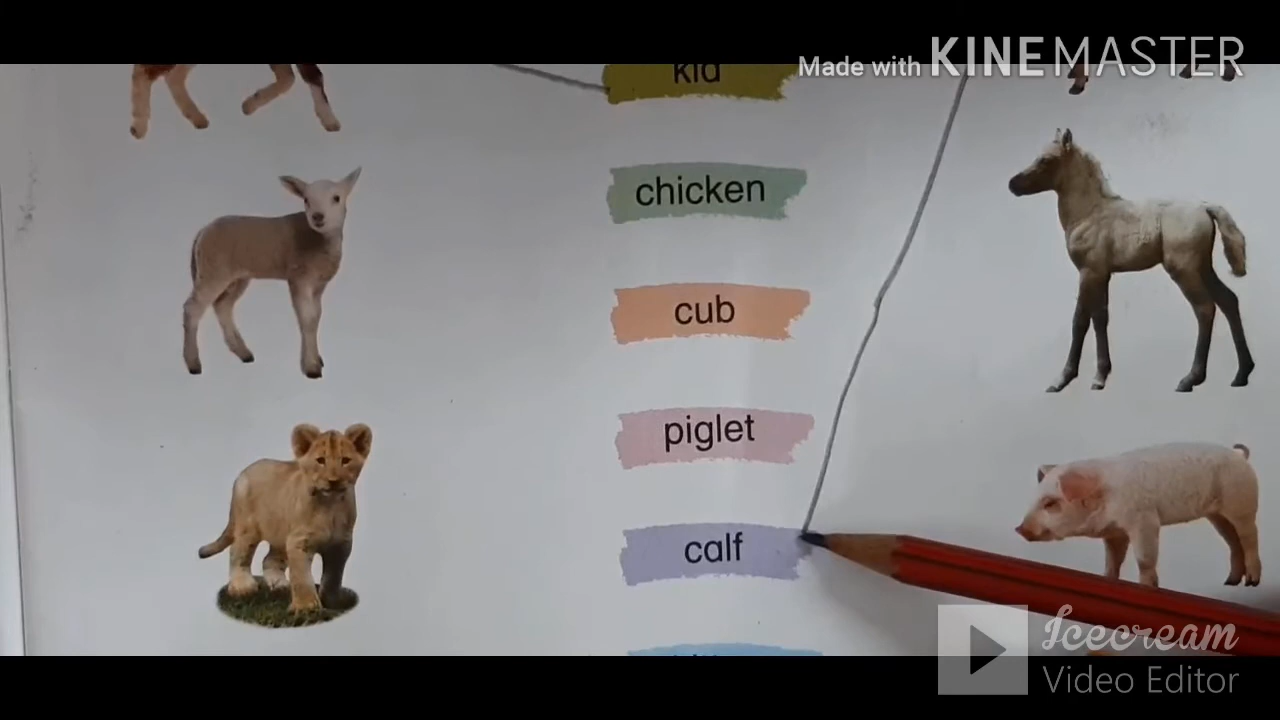 Made with KINEMASTER
kid
chicken
cub
piglet
calf
Icecream
Video Editor